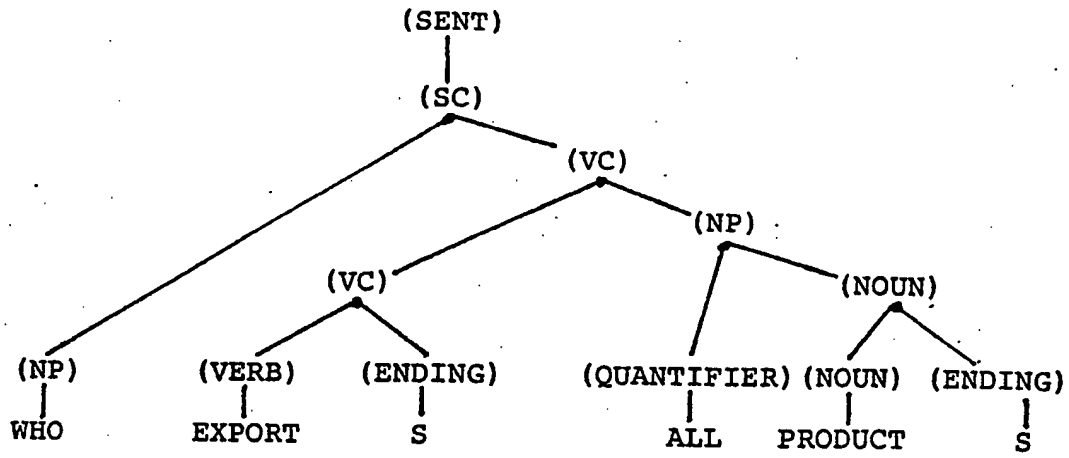 (SENT)
(SC)
(VC)
(NP)
(VC) (NOUN)
(NP) (VERB) (ENDING) (QUANTIFIER) (NOUN) (ENDING)
WHO EXPORT S ALL PRODUCT S